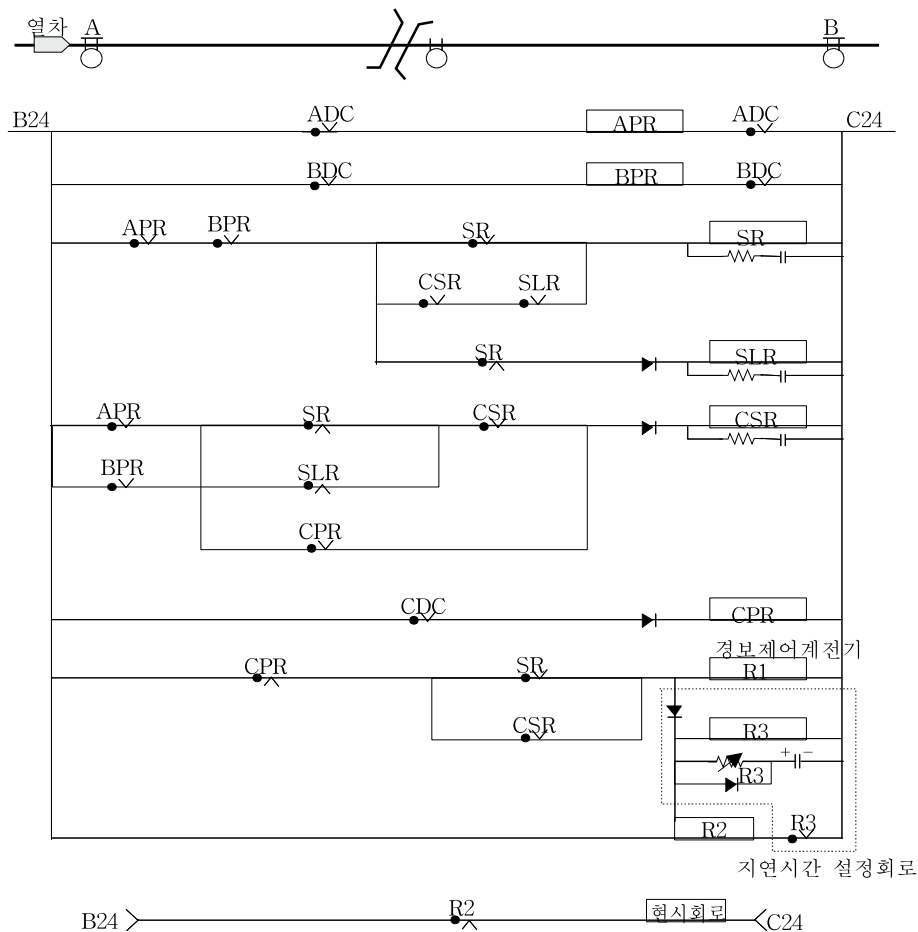 열차 A B
B24 ADC APR ADC C24
BDC BPR BDC
APR BPR SR SR
CSR SLR
SR SLR
APR SR CSR CSR
BPR SLR
CPR
CDC CPR
경보제어계전기
CPR SR R1
CSR R3
+ −
R3
R2 R3
지연시간 설정회로
B24 R2 현시회로 C24